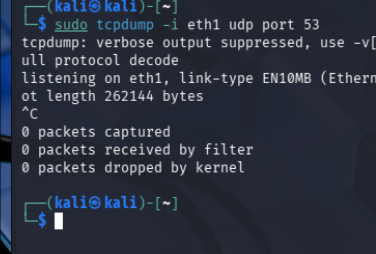 ┌──(kali㉿kali)-[~]
└─$ sudo tcpdump -i eth1 udp port 53
tcpdump: verbose output suppressed, use -v[
ull protocol decode
listening on eth1, link-type EN10MB (Ethern
ot length 262144 bytes
^C
0 packets captured
0 packets received by filter
0 packets dropped by kernel
┌──(kali㉿kali)-[~]
└─$